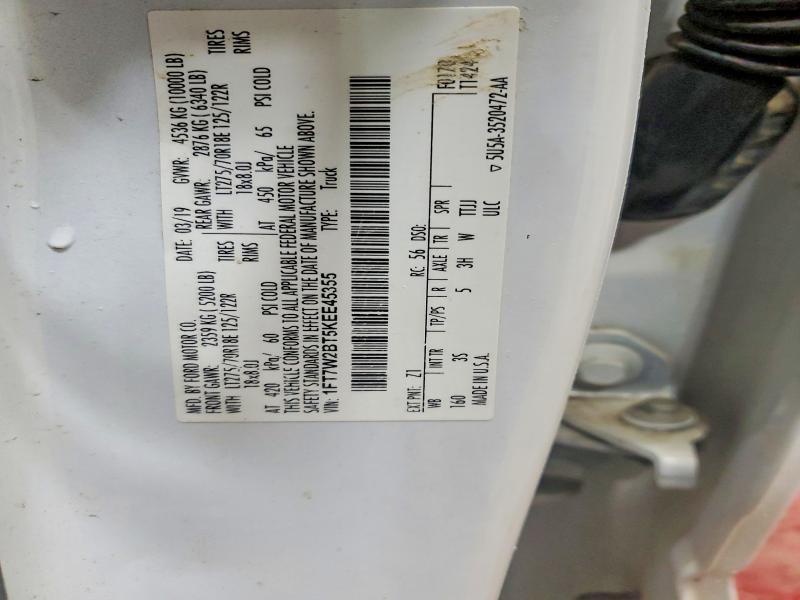 MFD. BY FORD MOTOR CO.
DATE: 03/19 GVWR: 4536 KG (10000 LB)
FRONT GAWR: 2359 KG (5200 LB) REAR GAWR: 2876 KG (6340 LB)
LT275/70R18E 125/122R TIRES WITH LT275/70R18E 125/122R TIRES
WITH 18x8.0J RIMS 18x8.0J RIMS
AT 420 kPa/ 60 PSI COLD AT 450 kPa/ 65 PSI COLD
THIS VEHICLE CONFORMS TO ALL APPLICABLE FEDERAL MOTOR VEHICLE
SAFETY STANDARDS IN EFFECT ON THE DATE OF MANUFACTURE SHOWN ABOVE.
VIN: 1FT7W2BT5KEE45355 TYPE: Truck
EXT PNT: Z1 RC: 56 DSO:
WB INT TR TP/PS R AXLE TR SPR
160 3S 5 3H W TTJJ
MADE IN U.S.A. ULC
5U5A-3520472-AA